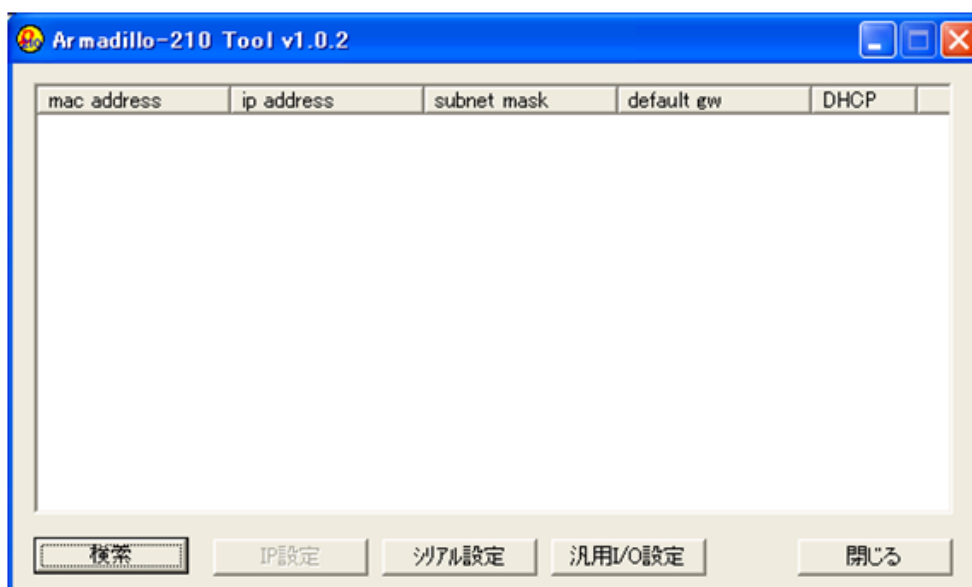 Armadillo-210 Tool v1.0.2
mac address ip address subnet mask default gw DHCP
検索 IP設定 シリアル設定 汎用I/O設定 閉じる